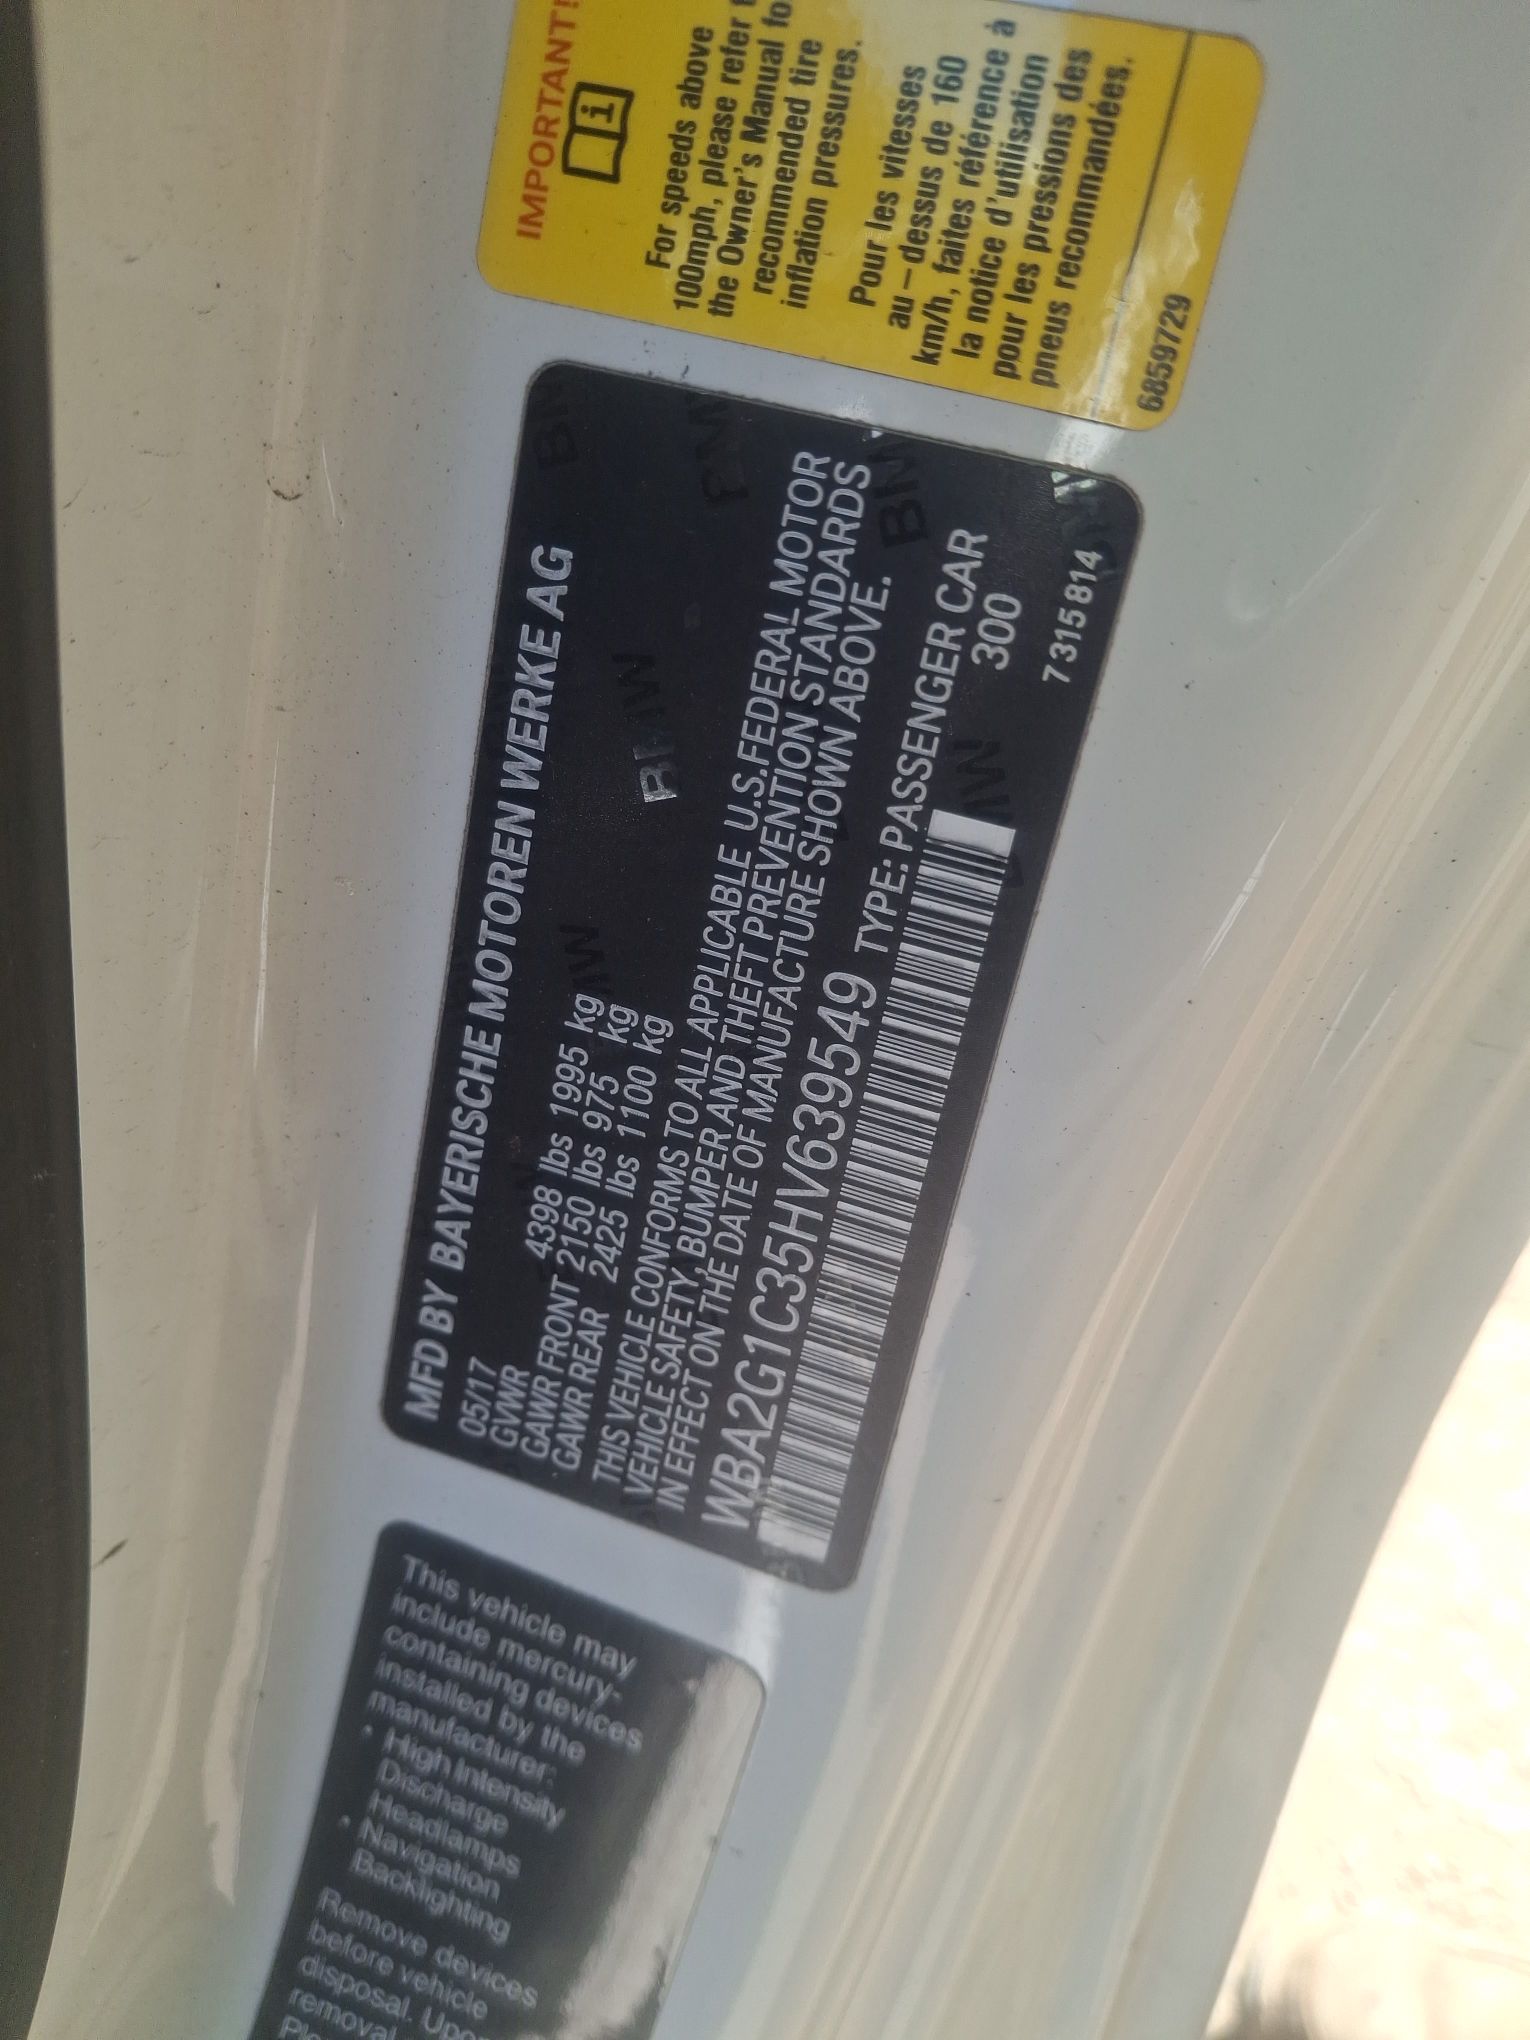 IMPORTANT!
For speeds above
100mph, please refer
the Owner's Manual
recommended tire
inflation pressures.
Pour les vitesses
au-dessus de 160
km/h, faites référence à
la notice d'utilisation
pour les pressions des
pneus recommandées.
6859729
MFD BY BAYERISCHE MOTOREN WERKE AG
05/17
GVWR 4398 lbs 1995 kg
GAWR FRONT 2150 lbs 975 kg
GAWR REAR 2425 lbs 1100 kg
THIS VEHICLE CONFORMS TO ALL APPLICABLE U.S.FEDERAL MOTOR
VEHICLE SAFETY, BUMPER AND THEFT PREVENTION STANDARDS
IN EFFECT ON THE DATE OF MANUFACTURE SHOWN ABOVE.
WBA2G1C35HV639549 TYPE: PASSENGER CAR
300
7315814
This vehicle may
include mercury-
containing devices
installed by the
manufacturer:
• High Intensity
Discharge
Headlamps
• Navigation
Backlighting
Remove devices
before vehicle
disposal. Upon
removal